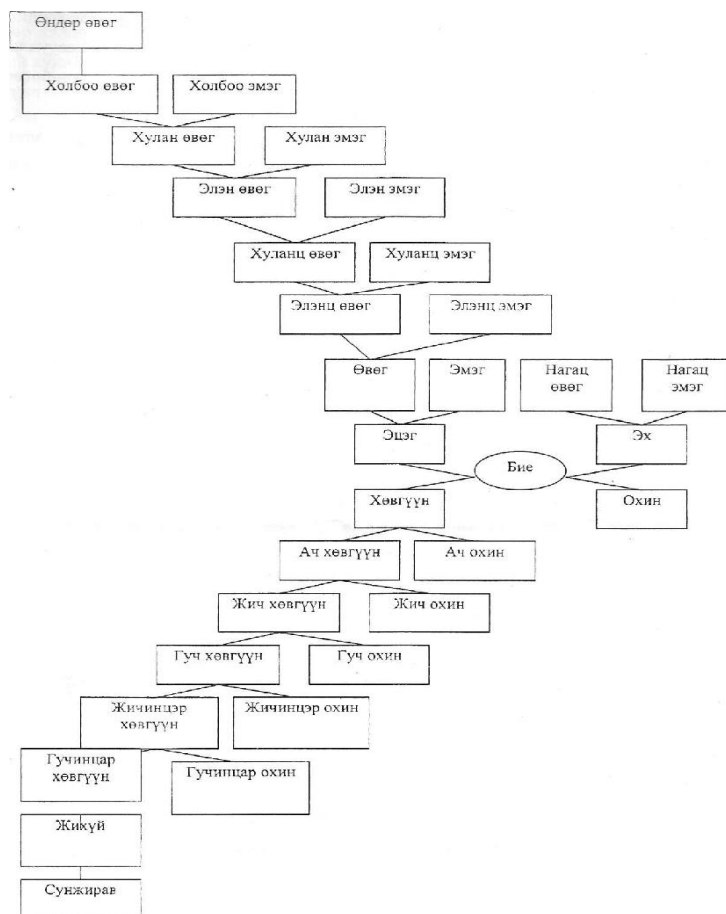 Өндөр өвөг
Холбоо өвөг
Холбоо эмэг
Хулан өвөг
Хулан эмэг
Элэн өвөг
Элэн эмэг
Хуланц өвөг
Хуланц эмэг
Элэнц өвөг
Элэнц эмэг
Өвөг
Эмэг
Нагац
өвөг
Нагац
эмэг
Эцэг
Бие
Эх
Хөвгүүн
Охин
Ач хөвгүүн
Ач охин
Жич хөвгүүн
Жич охин
Гуч хөвгүүн
Гуч охин
Жичинцэр
хөвгүүн
Жичинцэр охин
Гучинцар
хөвгүүн
Гучинцар охин
Жихүй
Сунжирав